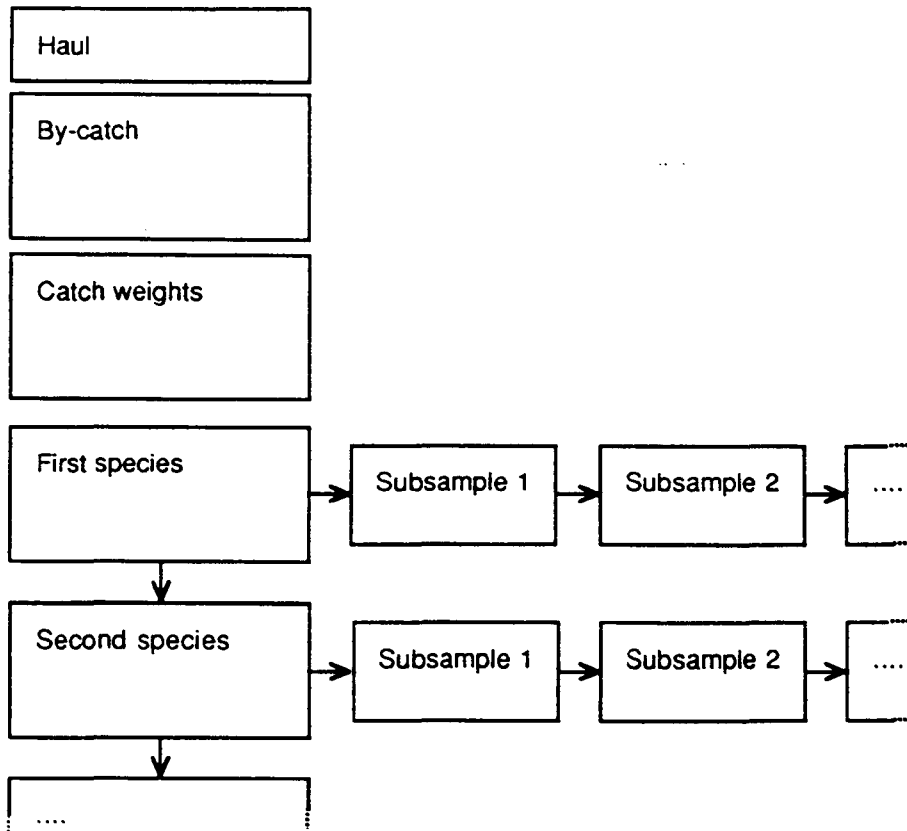 Haul
By-catch
Catch weights
First species
Subsample 1
Subsample 2
....
Second species
Subsample 1
Subsample 2
....
....